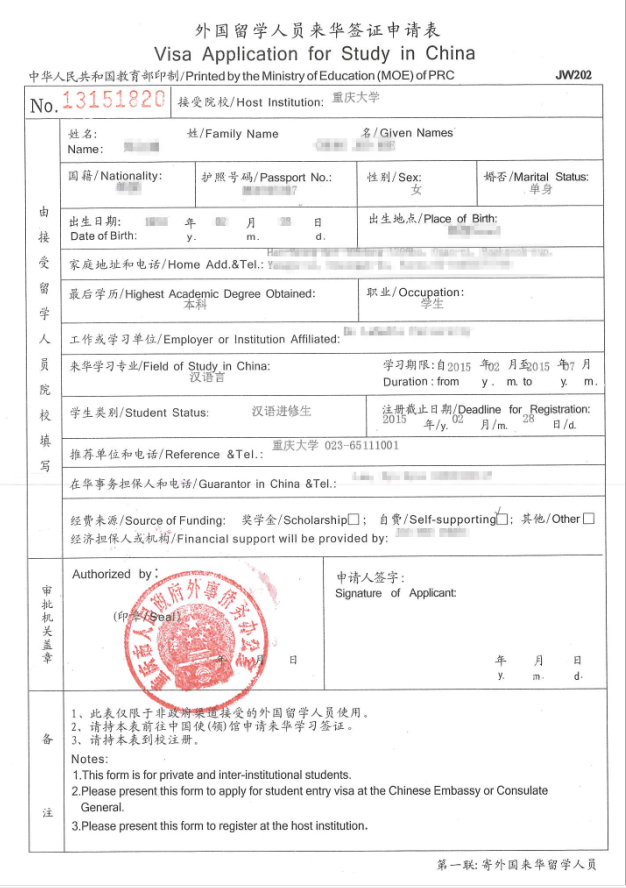 外国留学人员来华签证申请表
Visa Application for Study in China
中华人民共和国教育部印制/Printed by the Ministry of Education (MOE) of PRC JW202
No. 13151820 接受院校/Host Institution: 重庆大学
由接受留学人员院校填写
姓名: 姓/Family Name 名/Given Names
Name:
国籍/Nationality: 护照号码/Passport No.: 性别/Sex: 婚否/Marital Status:
女 单身
出生日期: 年 月 日 出生地点/Place of Birth:
Date of Birth: y. m. d.
家庭地址和电话/Home Add.&Tel.:
最后学历/Highest Academic Degree Obtained: 职业/Occupation:
本科 学生
工作或学习单位/Employer or Institution Affiliated:
来华学习专业/Field of Study in China: 学习期限:自2015 年02 月至2015 年07 月
汉语言 Duration : from y . m. to y. m.
学生类别/Student Status: 汉语进修生 注册截止日期/Deadline for Registration:
2015 年/y. 02 月/m. 28 日/d.
推荐单位和电话/Reference &Tel.: 重庆大学 023-65111001
在华事务担保人和电话/Guarantor in China &Tel.:
经费来源/Source of Funding: 奖学金/Scholarship□; 自费/Self-supporting☑; 其他/Other□
经济担保人或机构/Financial support will be provided by:
审批机关盖章
Authorized by: 申请人签字:
Signature of Applicant:
(印章/Seal)
重庆市人民政府外事侨务办公室
年 月 日 年 月 日
y. m. d.
备注
1、此表仅限于非政府渠道接受的外国留学人员使用。
2、请持本表前往中国使(领)馆申请来华学习签证。
3、请持本表到校注册。
Notes:
1.This form is for private and inter-institutional students.
2.Please present this form to apply for student entry visa at the Chinese Embassy or Consulate
General.
3.Please present this form to register at the host institution.
第一联:寄外国来华留学人员